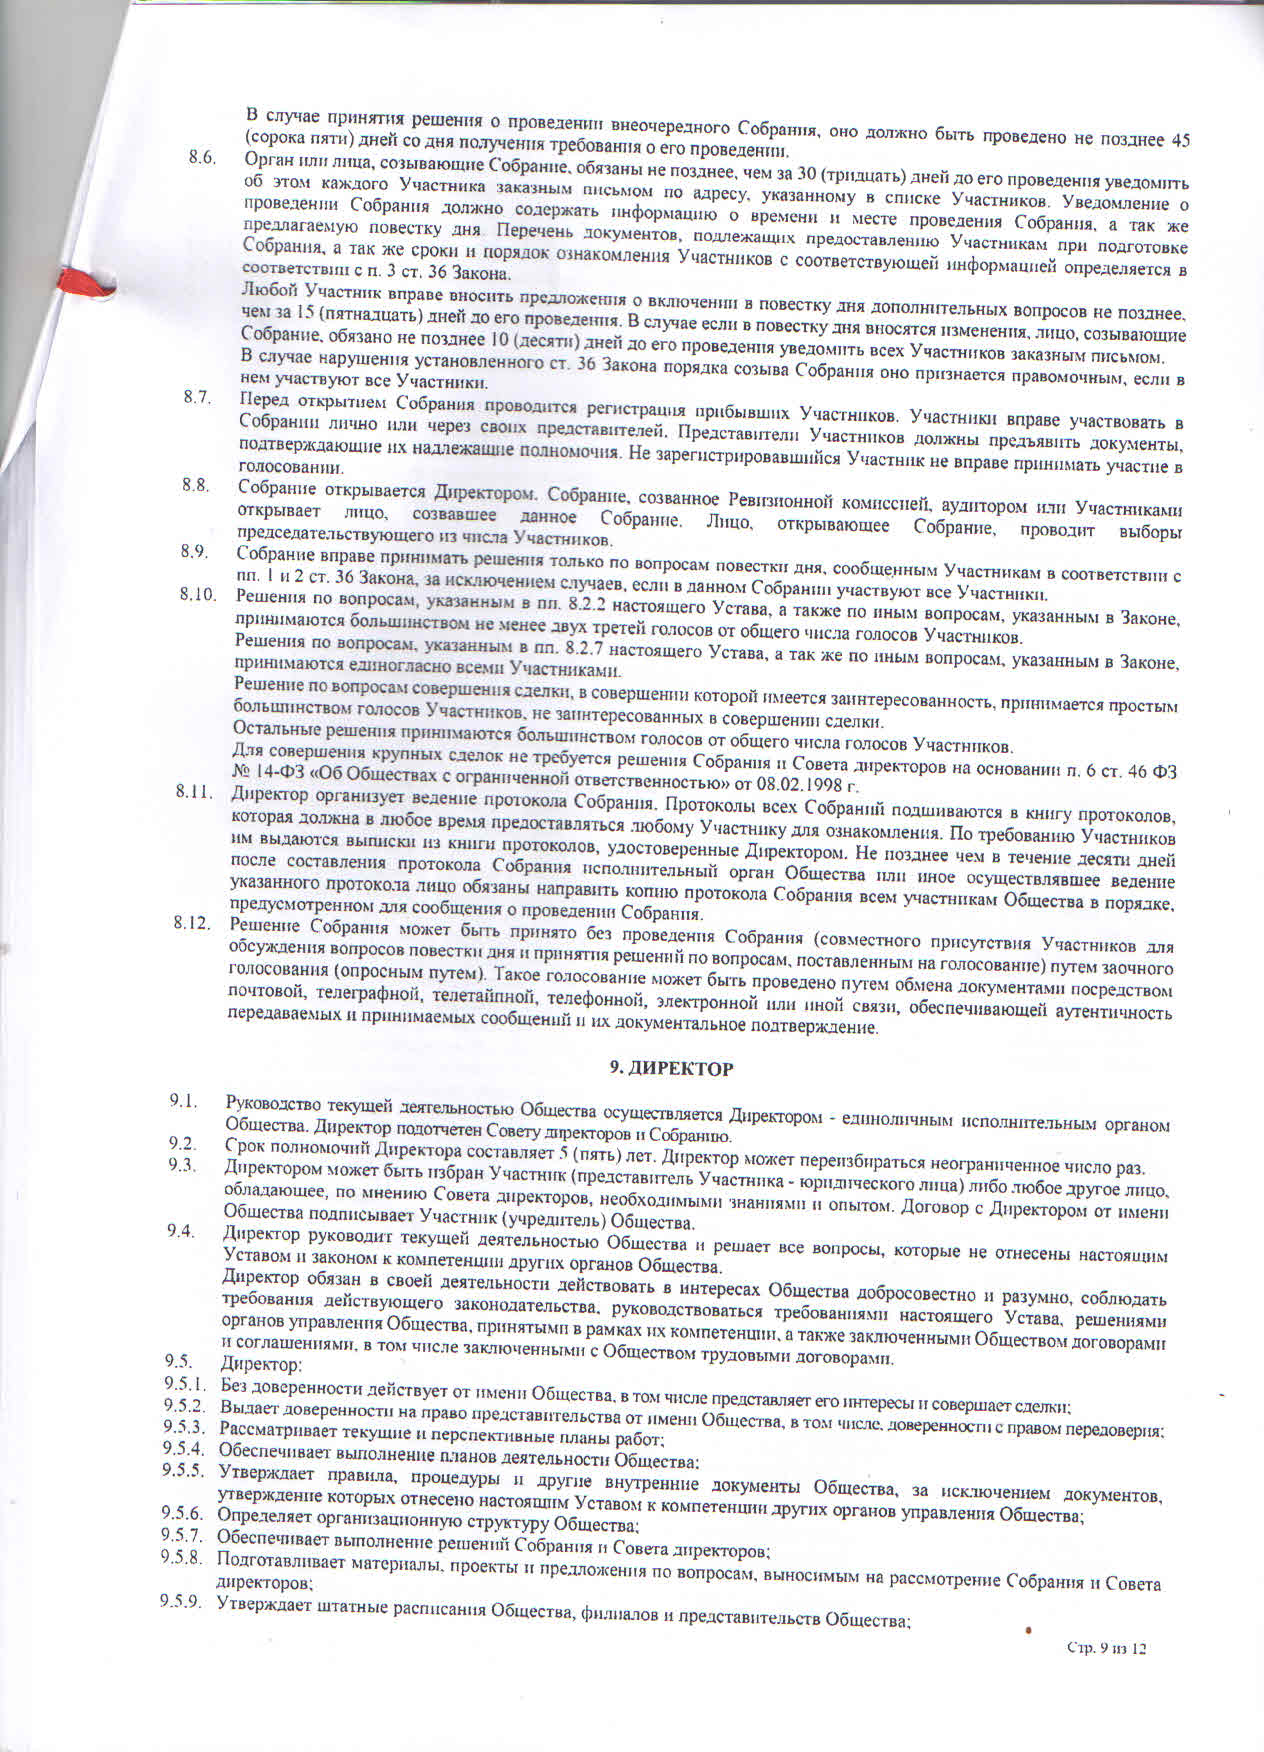 В случае принятия решения о проведении внеочередного Собрания, оно должно быть проведено не позднее 45
(сорока пяти) дней со дня получения требования о его проведении.
8.6. Орган или лица, созывающие Собрание, обязаны не позднее, чем за 30 (тридцать) дней до его проведения уведомить
об этом каждого Участника заказным письмом по адресу, указанному в списке Участников. Уведомление о
проведении Собрания должно содержать информацию о времени и месте проведения Собрания, а так же
предлагаемую повестку дня. Перечень документов, подлежащих предоставлению Участникам при подготовке
Собрания, а так же сроки и порядок ознакомления Участников с соответствующей информацией определяется в
соответствии с п. 3 ст. 36 Закона.
Любой Участник вправе вносить предложения о включении в повестку дня дополнительных вопросов не позднее,
чем за 15 (пятнадцать) дней до его проведения. В случае если в повестку дня вносятся изменения, лицо, созывающие
Собрание, обязано не позднее 10 (десяти) дней до его проведения уведомить всех Участников заказным письмом.
В случае нарушения установленного ст. 36 Закона порядка созыва Собрания оно признается правомочным, если в
нем участвуют все Участники.
8.7. Перед открытием Собрания проводится регистрация прибывших Участников. Участники вправе участвовать в
Собрании лично или через своих представителей. Представители Участников должны предъявить документы,
подтверждающие их надлежащие полномочия. Не зарегистрировавшийся Участник не вправе принимать участие в
голосовании.
8.8. Собрание открывается Директором. Собрание, созванное Ревизионной комиссией, аудитором или Участниками
открывает лицо, созвавшее данное Собрание. Лицо, открывающее Собрание, проводит выборы
председательствующего из числа Участников.
8.9. Собрание вправе принимать решения только по вопросам повестки дня, сообщенным Участникам в соответствии с
пп. 1 и 2 ст. 36 Закона, за исключением случаев, если в данном Собрании участвуют все Участники.
8.10. Решения по вопросам, указанным в пп. 8.2.2 настоящего Устава, а также по иным вопросам, указанным в Законе,
принимаются большинством не менее двух третей голосов от общего числа голосов Участников.
Решения по вопросам, указанным в пп. 8.2.7 настоящего Устава, а так же по иным вопросам, указанным в Законе,
принимаются единогласно всеми Участниками.
Решение по вопросам совершения сделки, в совершении которой имеется заинтересованность, принимается простым
большинством голосов Участников, не заинтересованных в совершении сделки.
Остальные решения принимаются большинством голосов от общего числа голосов Участников.
Для совершения крупных сделок не требуется решения Собрания и Совета директоров на основании п. 6 ст. 46 ФЗ
№ 14-ФЗ «Об Обществах с ограниченной ответственностью» от 08.02.1998 г.
8.11. Директор организует ведение протокола Собрания. Протоколы всех Собраний подшиваются в книгу протоколов,
которая должна в любое время предоставляться любому Участнику для ознакомления. По требованию Участников
им выдаются выписки из книги протоколов, удостоверенные Директором. Не позднее чем в течение десяти дней
после составления протокола Собрания исполнительный орган Общества или иное осуществлявшее ведение
указанного протокола лицо обязаны направить копию протокола Собрания всем участникам Общества в порядке,
предусмотренном для сообщения о проведении Собрания.
8.12. Решение Собрания может быть принято без проведения Собрания (совместного присутствия Участников для
обсуждения вопросов повестки дня и принятия решений по вопросам, поставленным на голосование) путем заочного
голосования (опросным путем). Такое голосование может быть проведено путем обмена документами посредством
почтовой, телеграфной, телетайпной, телефонной, электронной или иной связи, обеспечивающей аутентичность
передаваемых и принимаемых сообщений и их документальное подтверждение.
9. ДИРЕКТОР
9.1. Руководство текущей деятельностью Общества осуществляется Директором - единоличным исполнительным органом
Общества. Директор подотчетен Совету директоров и Собранию.
9.2. Срок полномочий Директора составляет 5 (пять) лет. Директор может переизбираться неограниченное число раз.
9.3. Директором может быть избран Участник (представитель Участника - юридического лица) либо любое другое лицо,
обладающее, по мнению Совета директоров, необходимыми знаниями и опытом. Договор с Директором от имени
Общества подписывает Участник (учредитель) Общества.
9.4. Директор руководит текущей деятельностью Общества и решает все вопросы, которые не отнесены настоящим
Уставом и законом к компетенции других органов Общества.
Директор обязан в своей деятельности действовать в интересах Общества добросовестно и разумно, соблюдать
требования действующего законодательства, руководствоваться требованиями настоящего Устава, решениями
органов управления Общества, принятыми в рамках их компетенции, а также заключенными Обществом договорами
и соглашениями, в том числе заключенными с Обществом трудовыми договорами.
9.5. Директор:
9.5.1. Без доверенности действует от имени Общества, в том числе представляет его интересы и совершает сделки;
9.5.2. Выдает доверенности на право представительства от имени Общества, в том числе, доверенности с правом передоверия;
9.5.3. Рассматривает текущие и перспективные планы работ;
9.5.4. Обеспечивает выполнение планов деятельности Общества;
9.5.5. Утверждает правила, процедуры и другие внутренние документы Общества, за исключением документов,
утверждение которых отнесено настоящим Уставом к компетенции других органов управления Общества;
9.5.6. Определяет организационную структуру Общества;
9.5.7. Обеспечивает выполнение решений Собрания и Совета директоров;
9.5.8. Подготавливает материалы, проекты и предложения по вопросам, выносимым на рассмотрение Собрания и Совета
директоров;
9.5.9. Утверждает штатные расписания Общества, филиалов и представительств Общества;
Стр. 9 из 12